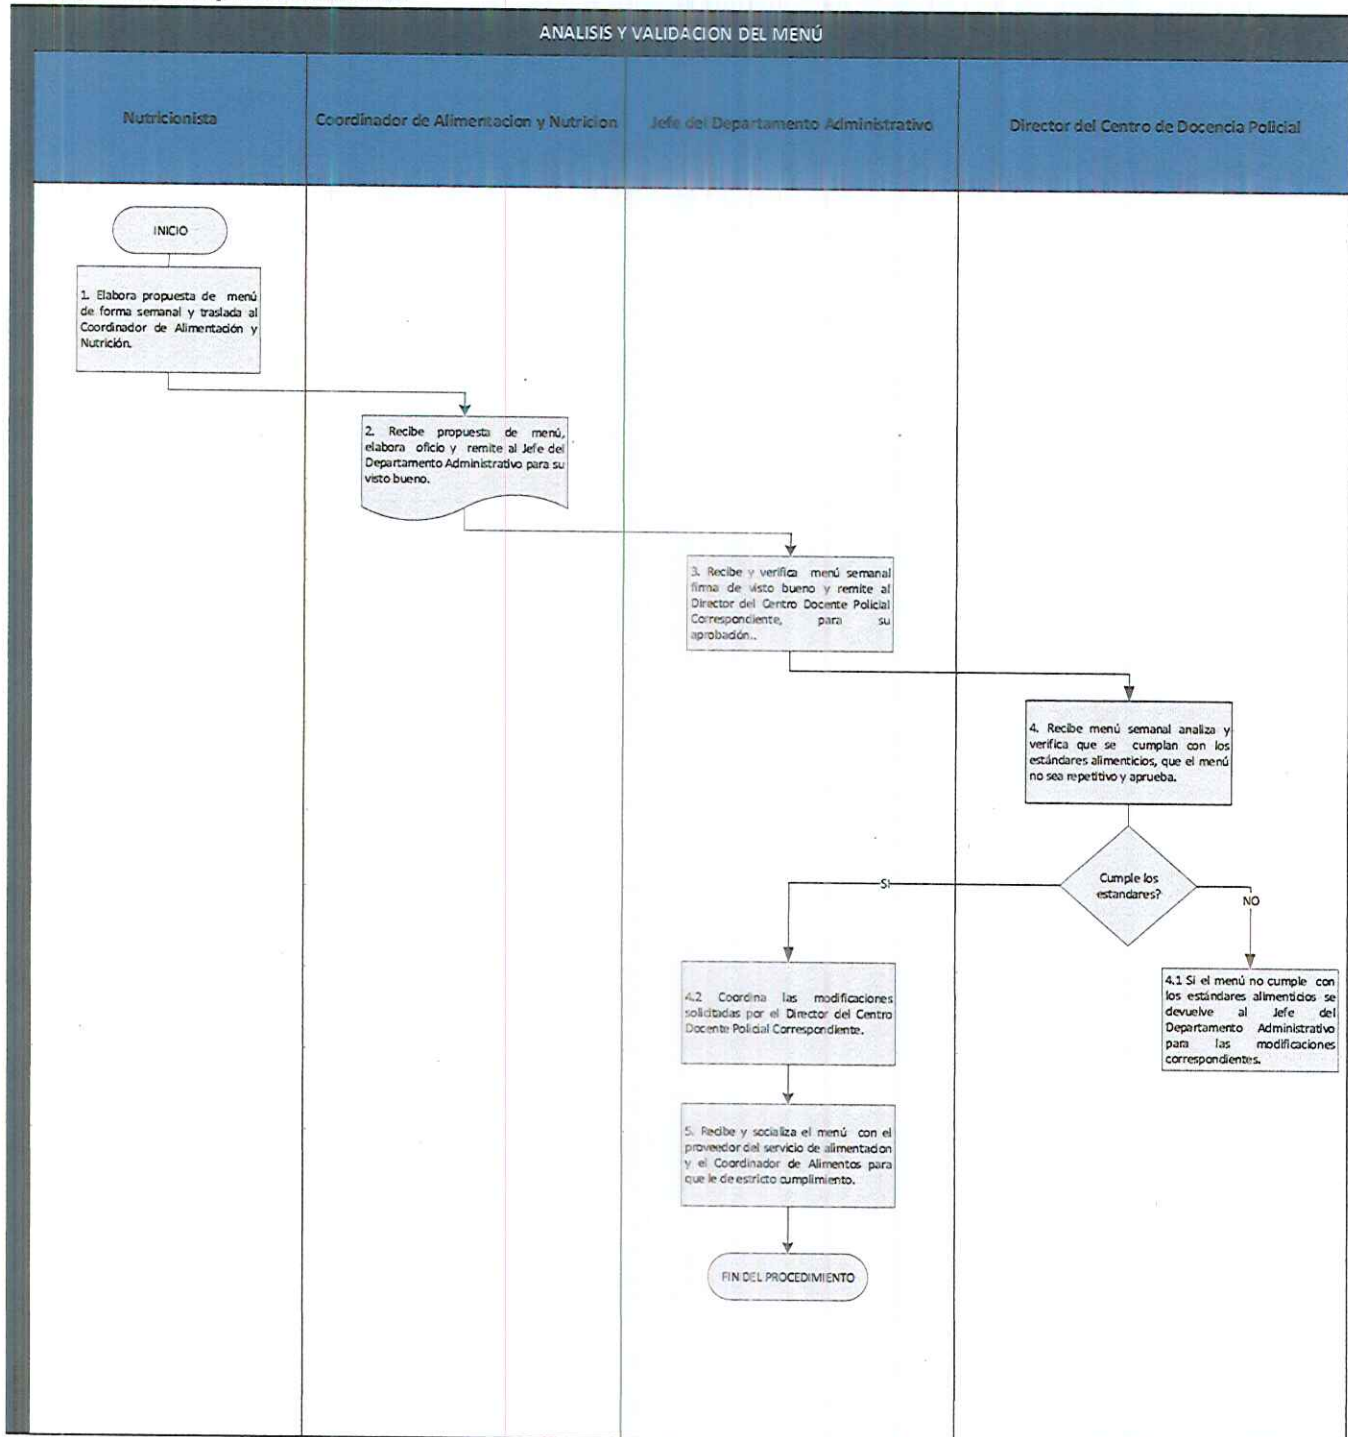 ANALISIS Y VALIDACION DEL MENÚ
Nutricionista
Coordinador de Alimentacion y Nutricion
Jefe del Departamento Administrativo
Director del Centro de Docencia Policial
INICIO
1. Elabora propuesta de menú
de forma semanal y traslada al
Coordinador de Alimentación y
Nutrición.
2. Recibe propuesta de menú,
elabora oficio y remite al Jefe del
Departamento Administrativo para su
visto bueno.
3. Recibe y verifica menú semanal
firma de visto bueno y remite al
Director del Centro Docente Policial
Correspondiente, para su
aprobación..
4. Recibe menú semanal analiza y
verifica que se cumplan con los
estándares alimenticios, que el menú
no sea repetitivo y aprueba.
Cumple los
estandares?
SI
NO
4.2 Coordina las modificaciones
solicitadas por el Director del Centro
Docente Policial Correspondiente.
4.1 Si el menú no cumple con
los estándares alimenticios se
devuelve al Jefe del
Departamento Administrativo
para las modificaciones
correspondientes.
5. Recibe y socializa el menú con el
proveedor del servicio de alimentacion
y el Coordinador de Alimentos para
que le de estricto cumplimiento.
FIN DEL PROCEDIMIENTO